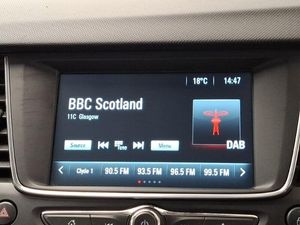 18°C 14:47
BBC Scotland
11C Glasgow
Source Tone Menu
DAB
Clyde 1 90.5 FM 93.5 FM 96.5 FM 99.5 FM